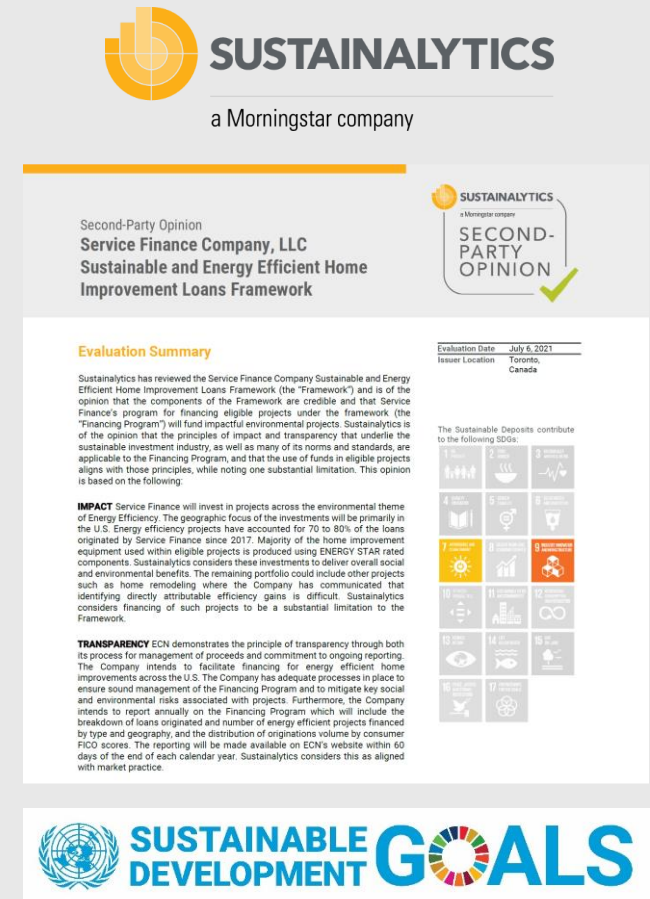 SUSTAINALYTICS
a Morningstar company
Second-Party Opinion
Service Finance Company, LLC
Sustainable and Energy Efficient Home
Improvement Loans Framework
SUSTAINALYTICS
a Morningstar company
SECOND-
PARTY
OPINION
Evaluation Summary
Sustainalytics has reviewed the Service Finance Company Sustainable and Energy
Efficient Home Improvement Loans Framework (the "Framework") and is of the
opinion that the components of the Framework are credible and that Service
Finance's program for financing eligible projects under the framework (the
"Financing Program") will fund impactful environmental projects. Sustainalytics is
of the opinion that the principles of impact and transparency that underlie the
sustainable investment industry, as well as many of its norms and standards, are
applicable to the Financing Program, and that the use of funds in eligible projects
aligns with those principles, while noting one substantial limitation. This opinion
is based on the following:
IMPACT Service Finance will invest in projects across the environmental theme
of Energy Efficiency. The geographic focus of the investments will be primarily in
the U.S. Energy efficiency projects have accounted for 70 to 80% of the loans
originated by Service Finance since 2017. Majority of the home improvement
equipment used within eligible projects is produced using ENERGY STAR rated
components. Sustainalytics considers these investments to deliver overall social
and environmental benefits. The remaining portfolio could include other projects
such as home remodeling where the Company has communicated that
identifying directly attributable efficiency gains is difficult. Sustainalytics
considers financing of such projects to be a substantial limitation to the
Framework.
TRANSPARENCY ECN demonstrates the principle of transparency through both
its process for management of proceeds and commitment to ongoing reporting.
The Company intends to facilitate financing for energy efficient home
improvements across the U.S. The Company has adequate processes in place to
ensure sound management of the Financing Program and to mitigate key social
and environmental risks associated with projects. Furthermore, the Company
intends to report annually on the Financing Program which will include the
breakdown of loans originated and number of energy efficient projects financed
by type and geography, and the distribution of originations volume by consumer
FICO scores. The reporting will be made available on ECN's website within 60
days of the end of each calendar year. Sustainalytics considers this as aligned
with market practice.
Evaluation Date July 6, 2021
Issuer Location Toronto,
Canada
The Sustainable Deposits contribute
to the following SDGs:
1
2
3
4
5
6
7
8
9
10
11
12
13
14
15
16
17
SUSTAINABLE
DEVELOPMENT GOALS